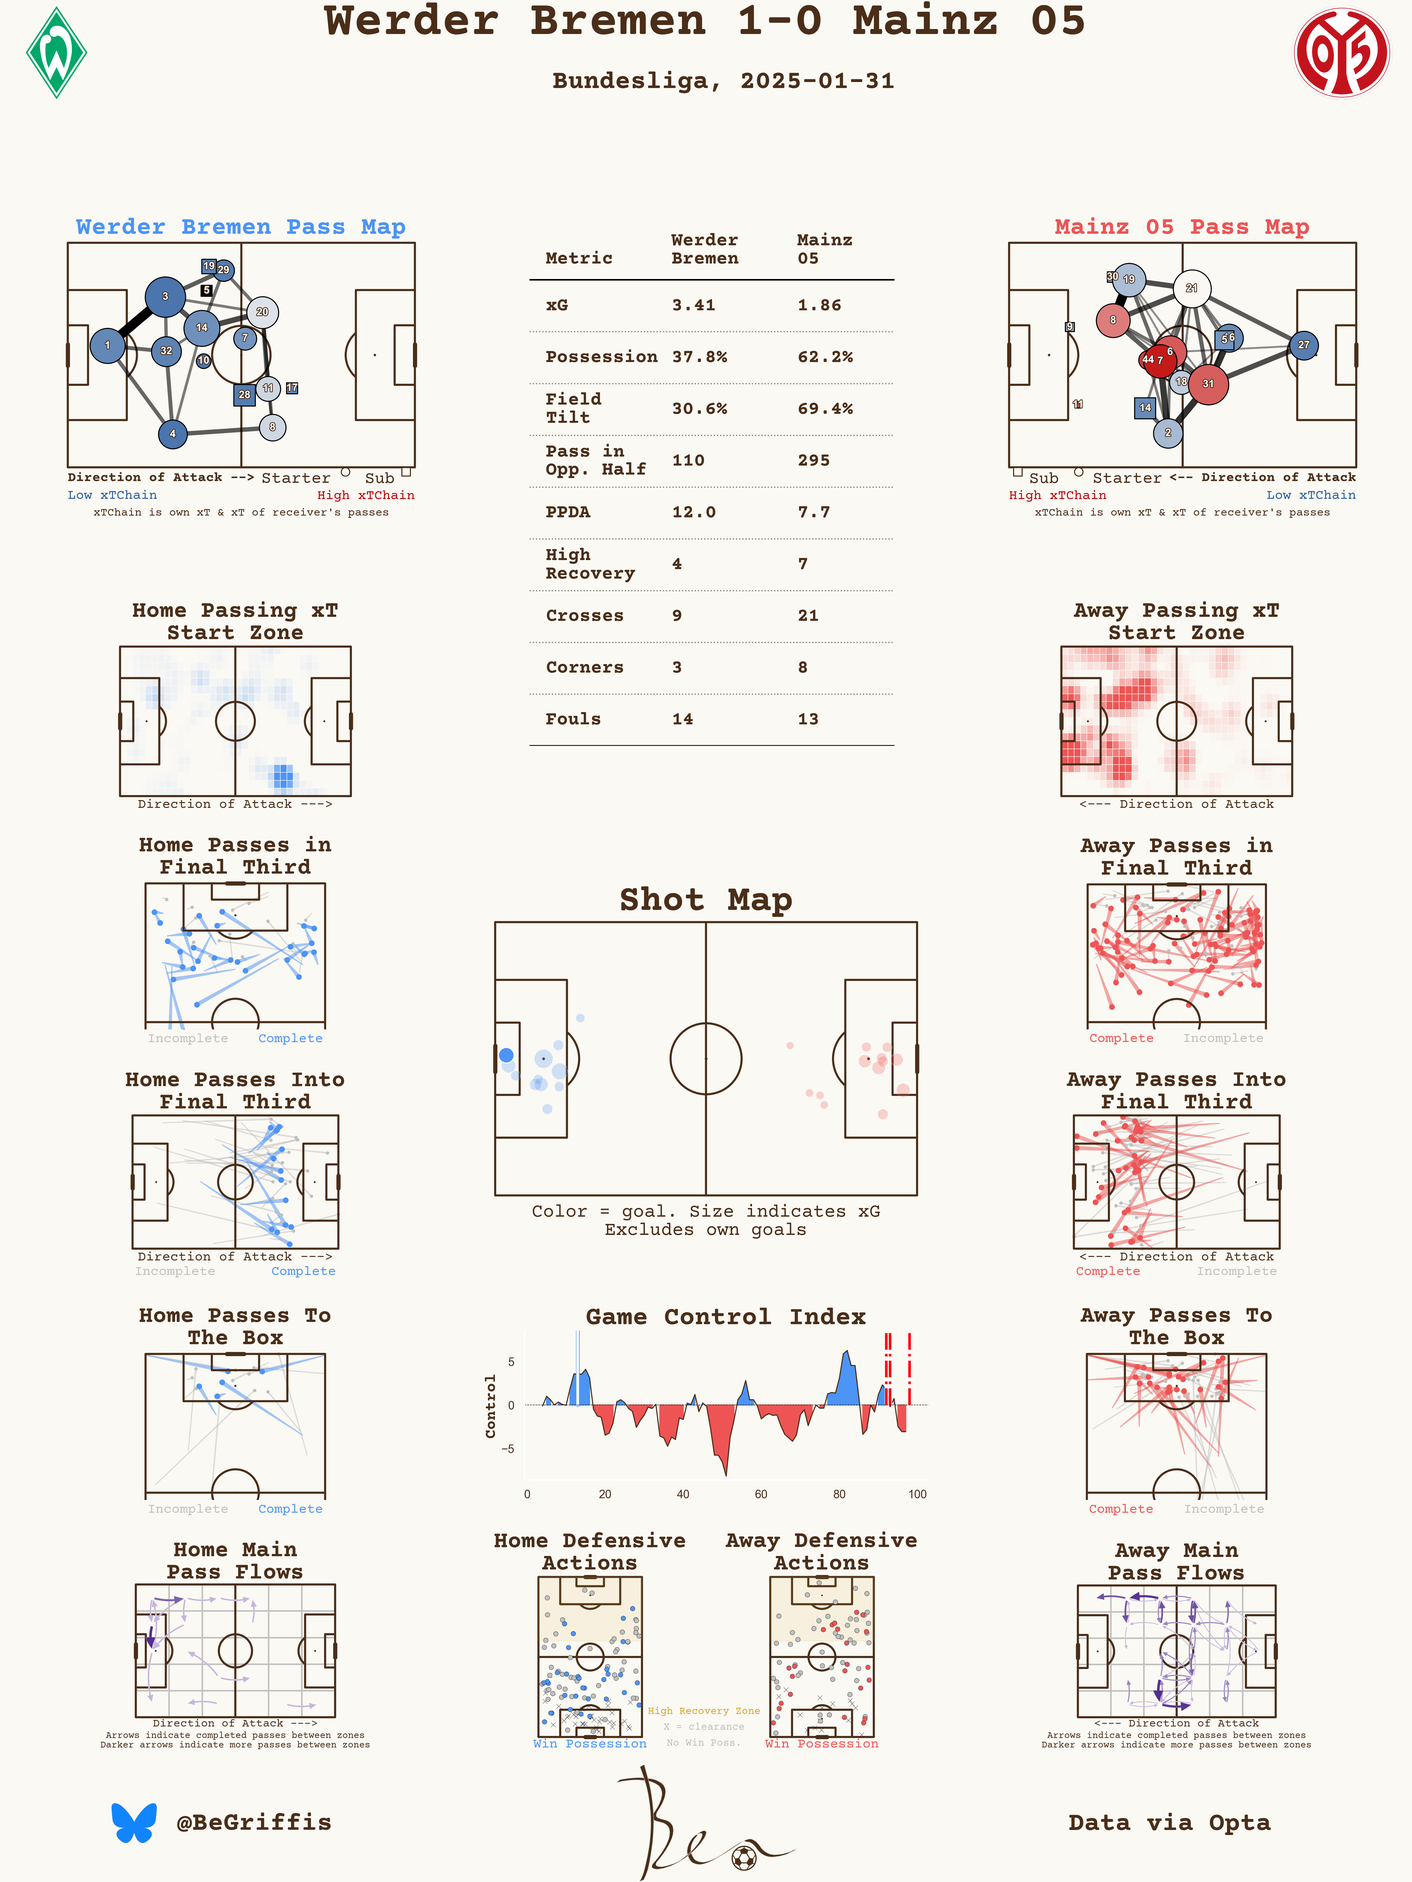 Werder Bremen 1-0 Mainz 05
Bundesliga, 2025-01-31
Werder Bremen Pass Map
19
29
5
3
20
14
7
1
32
10
28
11
17
4
8
Direction of Attack --> Starter Sub
Low xTChain High xTChain
xTChain is own xT & xT of receiver's passes
Metric Werder Bremen Mainz 05
xG 3.41 1.86
Possession 37.8% 62.2%
Field Tilt 30.6% 69.4%
Pass in Opp. Half 110 295
PPDA 12.0 7.7
High Recovery 4 7
Crosses 9 21
Corners 3 8
Fouls 14 13
Mainz 05 Pass Map
30
19
21
8
9
5
6
27
6
44
7
18
31
11
14
2
Sub Starter <-- Direction of Attack
High xTChain Low xTChain
xTChain is own xT & xT of receiver's passes
Home Passing xT
Start Zone
Direction of Attack --->
Away Passing xT
Start Zone
<--- Direction of Attack
Home Passes in
Final Third
Incomplete Complete
Away Passes in
Final Third
Complete Incomplete
Shot Map
Color = goal. Size indicates xG
Excludes own goals
Home Passes Into
Final Third
Direction of Attack --->
Incomplete Complete
Away Passes Into
Final Third
<--- Direction of Attack
Complete Incomplete
Home Passes To
The Box
Incomplete Complete
Game Control Index
Control
5
0
−5
0 20 40 60 80 100
Away Passes To
The Box
Complete Incomplete
Home Main
Pass Flows
Direction of Attack --->
Arrows indicate completed passes between zones
Darker arrows indicate more passes between zones
Home Defensive
Actions
Win Possession
Away Defensive
Actions
Win Possession
High Recovery Zone
X = clearance
No Win Poss.
Away Main
Pass Flows
<--- Direction of Attack
Arrows indicate completed passes between zones
Darker arrows indicate more passes between zones
@BeGriffis
Ben
Data via Opta